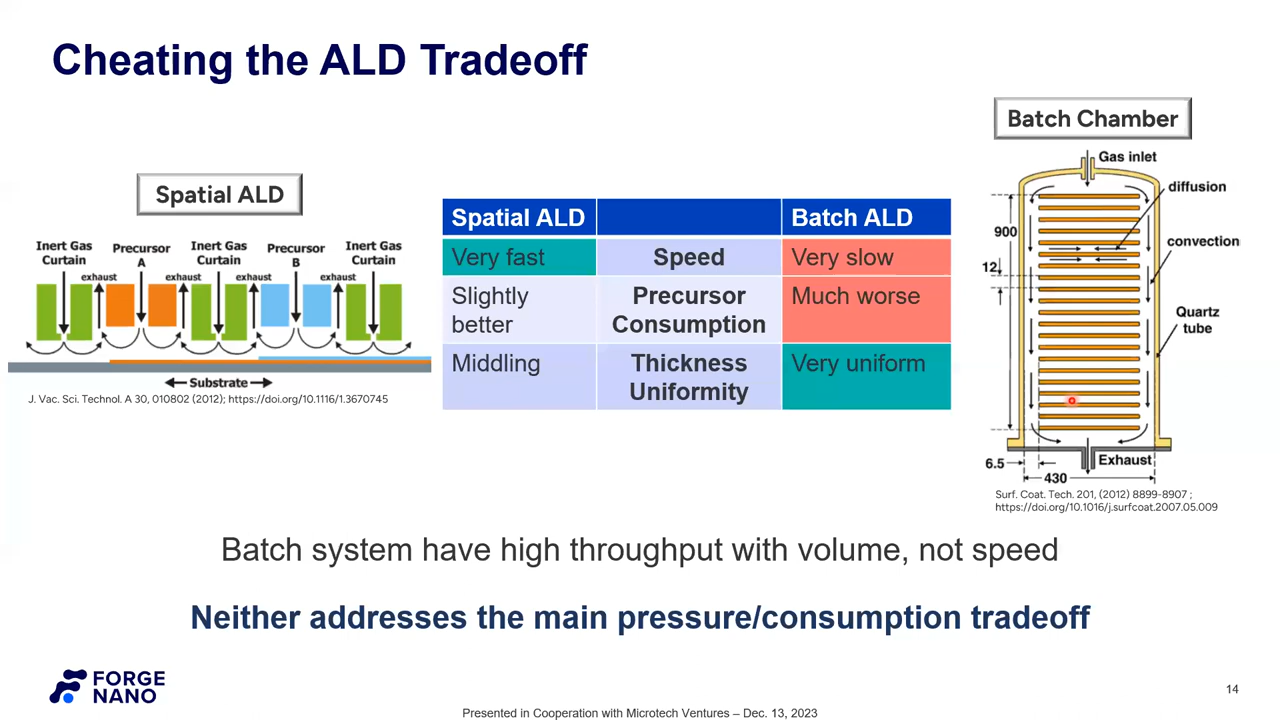 Cheating the ALD Tradeoff
Spatial ALD
Inert Gas
Curtain
Precursor
A
Inert Gas
Curtain
Precursor
B
Inert Gas
Curtain
exhaust
exhaust
exhaust
exhaust
Substrate
J. Vac. Sci. Technol. A 30, 010802 (2012); https://doi.org/10.1116/1.3670745
Spatial ALD Batch ALD
Very fast Speed Very slow
Slightly
better
Precursor
Consumption
Much worse
Middling
Thickness
Uniformity
Very uniform
Batch Chamber
Gas inlet
diffusion
900
convection
12
Quartz
tube
Exhaust
6.5
430
Surf. Coat. Tech. 201, (2012) 8899-8907 ;
https://doi.org/10.1016/j.surfcoat.2007.05.009
Batch system have high throughput with volume, not speed
Neither addresses the main pressure/consumption tradeoff
FORGE
NANO
14
Presented in Cooperation with Microtech Ventures – Dec. 13, 2023